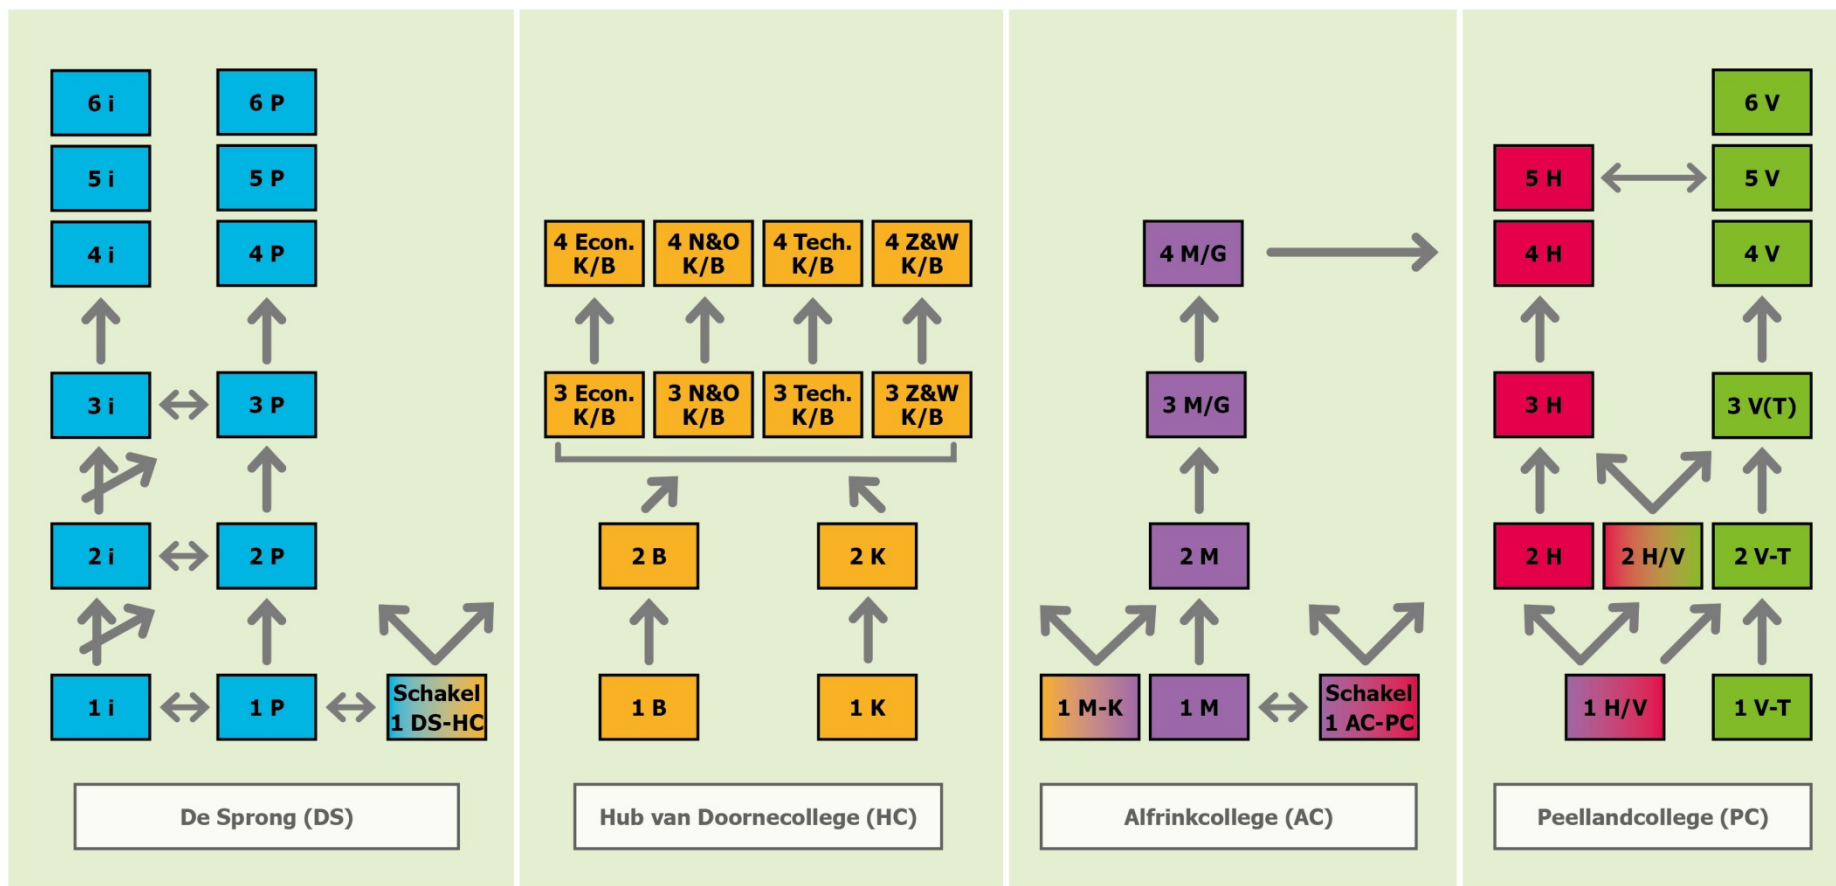 6 i
6 P
5 i
5 P
4 i
4 P
3 i
3 P
2 i
2 P
1 i
1 P
Schakel
1 DS-HC
De Sprong (DS)
4 Econ.
K/B
4 N&O
K/B
4 Tech.
K/B
4 Z&W
K/B
3 Econ.
K/B
3 N&O
K/B
3 Tech.
K/B
3 Z&W
K/B
2 B
2 K
1 B
1 K
Hub van Doornecollege (HC)
4 M/G
3 M/G
2 M
1 M-K
1 M
Schakel
1 AC-PC
Alfrinkcollege (AC)
6 V
5 H
5 V
4 H
4 V
3 H
3 V(T)
2 H
2 H/V
2 V-T
1 H/V
1 V-T
Peellandcollege (PC)